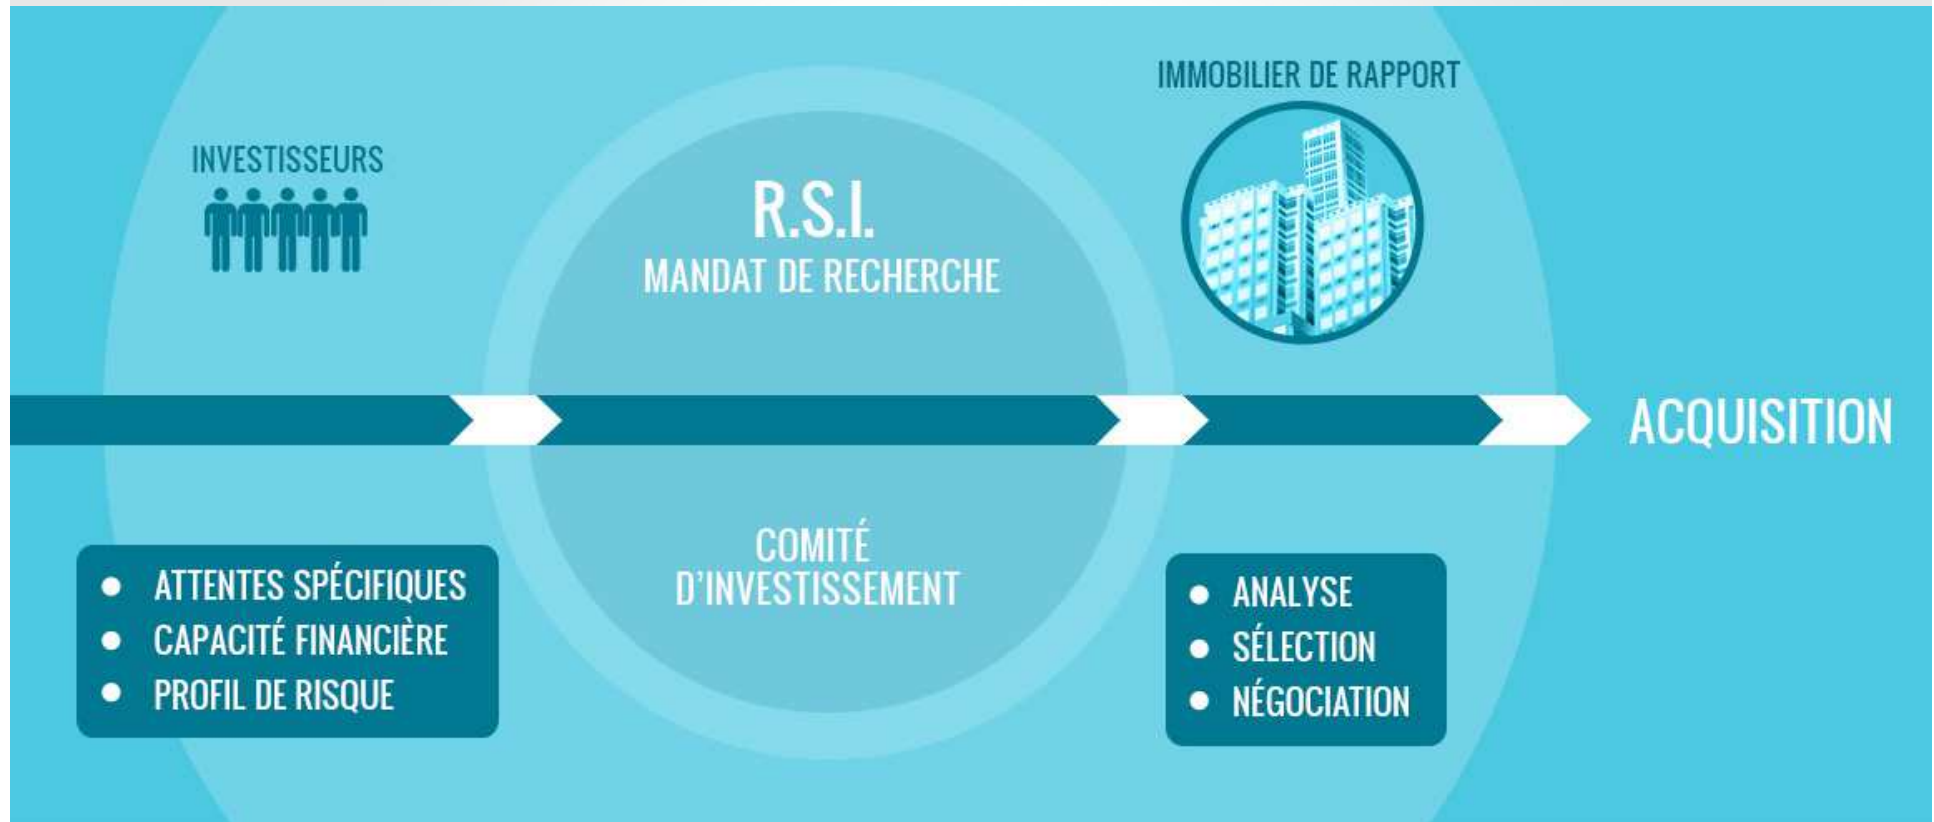 INVESTISSEURS
ATTENTES SPÉCIFIQUES
CAPACITÉ FINANCIÈRE
PROFIL DE RISQUE
R.S.I.
MANDAT DE RECHERCHE
COMITÉ
D'INVESTISSEMENT
IMMOBILIER DE RAPPORT
ANALYSE
SÉLECTION
NÉGOCIATION
ACQUISITION